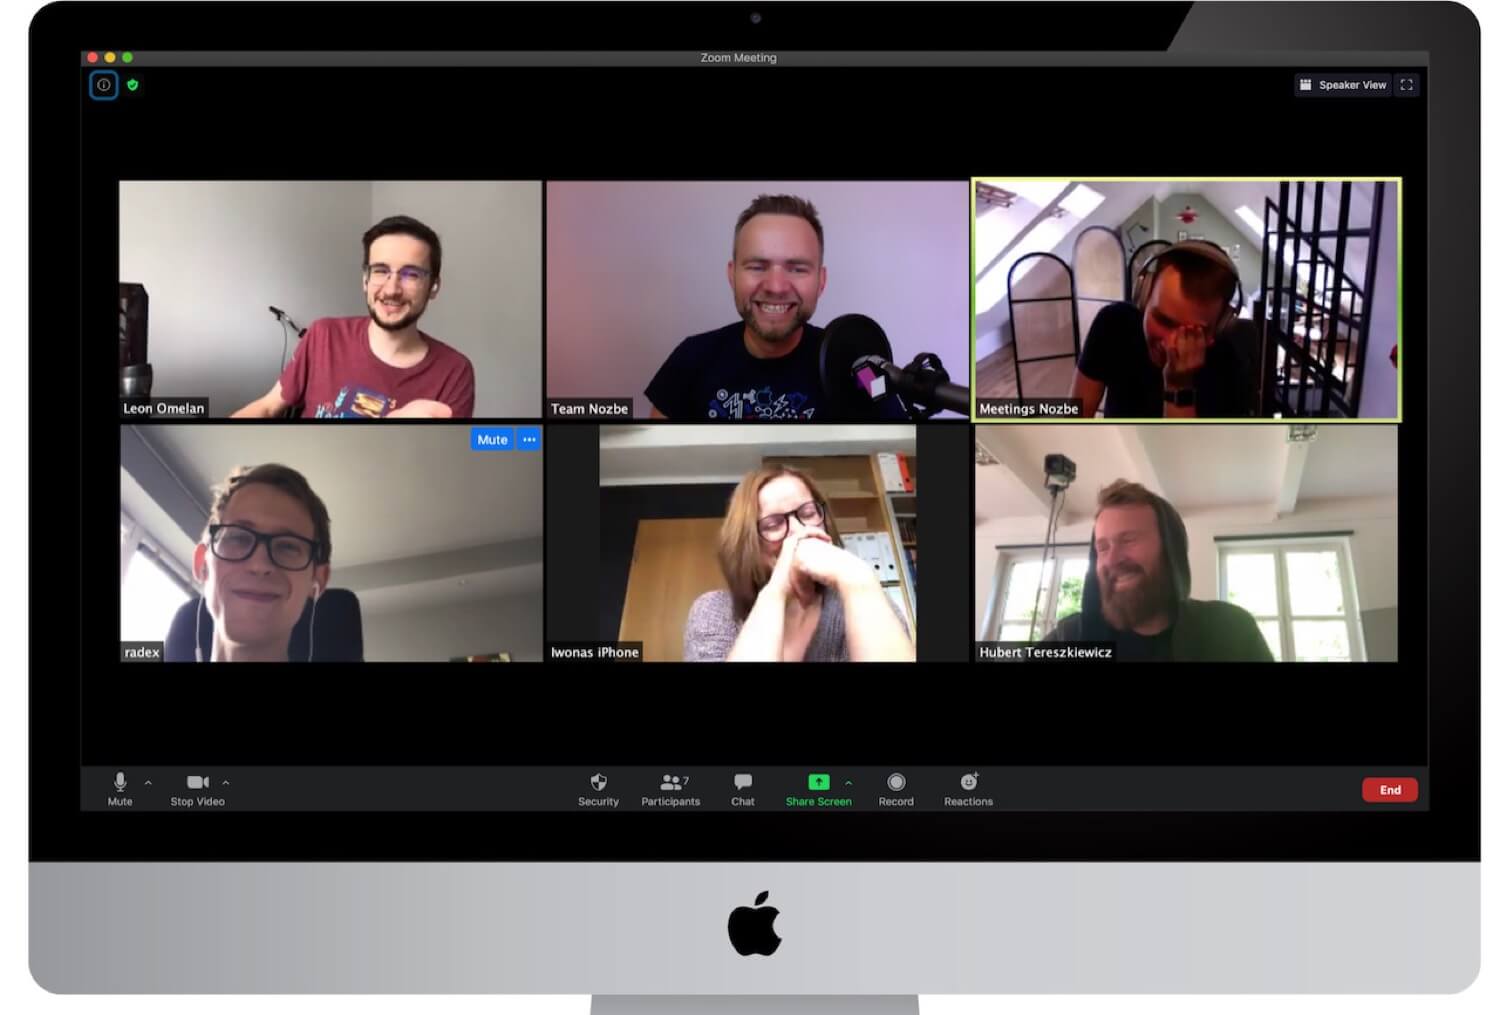 Zoom Meeting
Speaker View
Leon Omelan
Team Nozbe
Meetings Nozbe
Mute
radex
Iwonas iPhone
Hubert Tereszkiewicz
7
Mute
Stop Video
Security
Participants
Chat
Share Screen
Record
Reactions
End